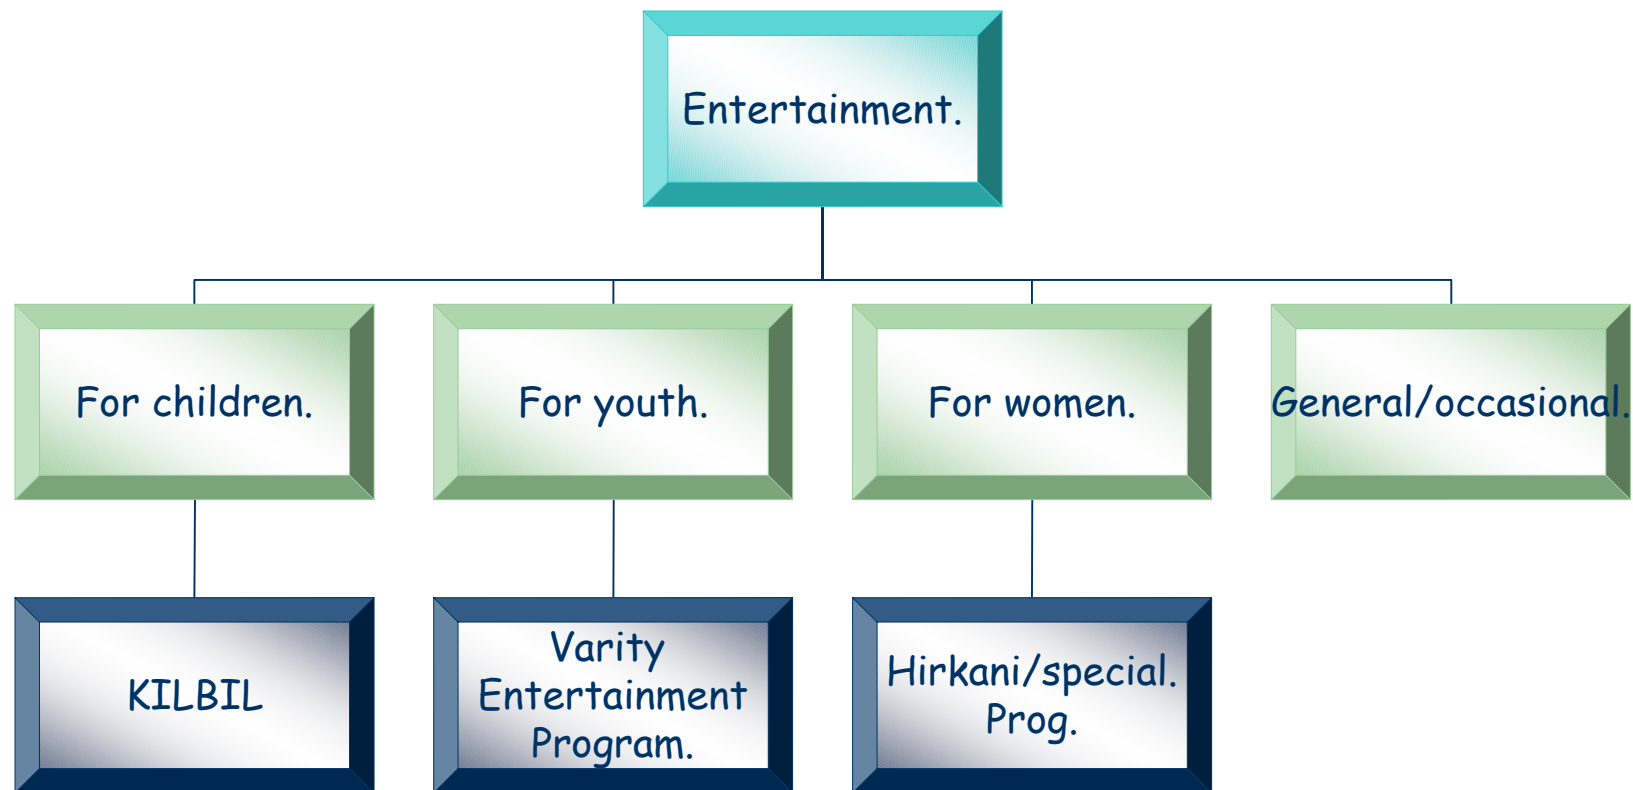 Entertainment.
For children.
For youth.
For women.
General/occasional.
KILBIL
Varity
Entertainment
Program.
Hirkani/special.
Prog.